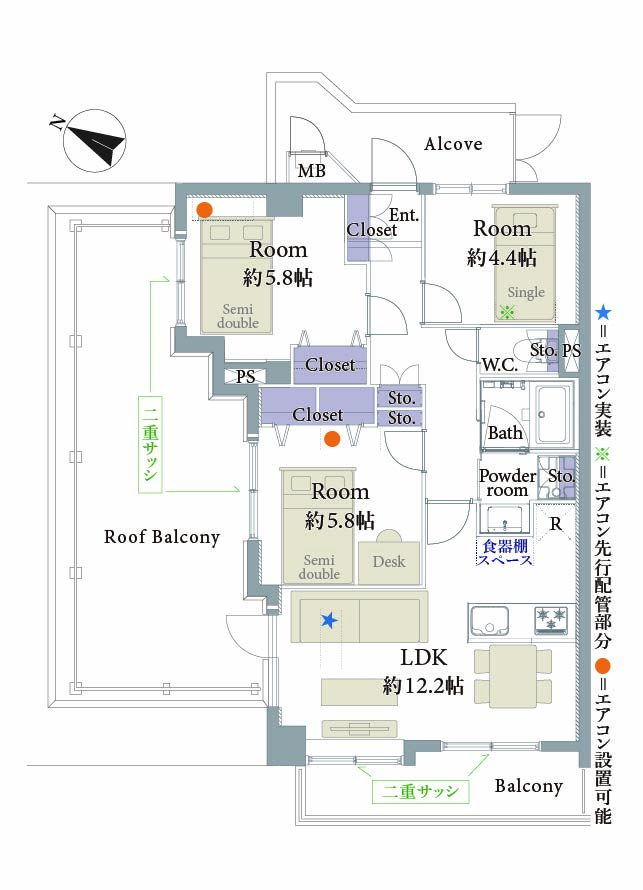 N
Alcove
MB
Ent.
Closet
Room
約5.8帖
Semi
double
Room
約4.4帖
Single
※
Closet
PS
W.C.
Sto.
PS
Closet
Sto.
Sto.
Bath
二重サッシ
Room
約5.8帖
Semi
double
Desk
Powder
room
Sto.
R
食器棚
スペース
Roof Balcony
LDK
約12.2帖
二重サッシ
Balcony
★=エアコン実装 ※=エアコン先行配管部分 ●=エアコン設置可能